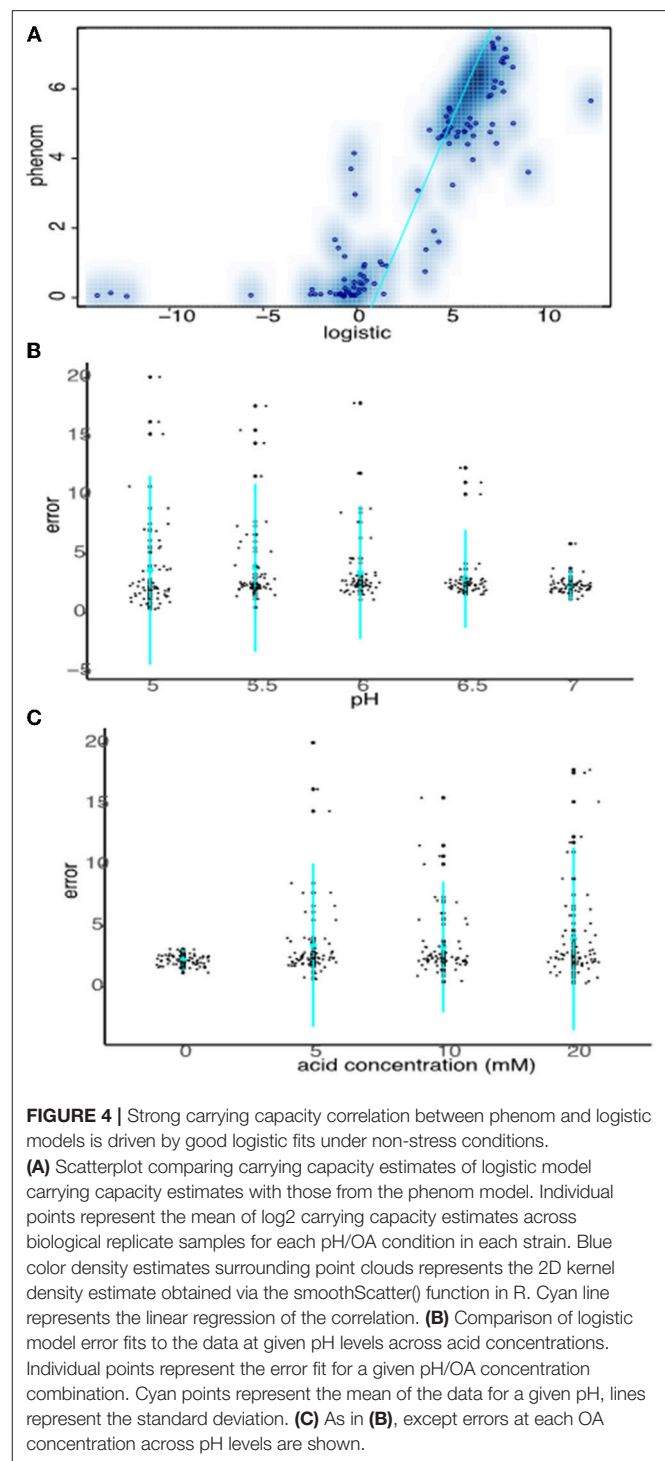 A
phenom
6
4
2
0
−10
−5
0
5
10
logistic
B
error
20
15
10
5
0
−5
5
5.5
6
6.5
7
pH
C
error
20
15
10
5
0
0
5
10
20
acid concentration (mM)
FIGURE 4 | Strong carrying capacity correlation between phenom and logistic
models is driven by good logistic fits under non-stress conditions.
(A) Scatterplot comparing carrying capacity estimates of logistic model
carrying capacity estimates with those from the phenom model. Individual
points represent the mean of log2 carrying capacity estimates across
biological replicate samples for each pH/OA condition in each strain. Blue
color density estimates surrounding point clouds represents the 2D kernel
density estimate obtained via the smoothScatter() function in R. Cyan line
represents the linear regression of the correlation. (B) Comparison of logistic
model error fits to the data at given pH levels across acid concentrations.
Individual points represent the error fit for a given pH/OA concentration
combination. Cyan points represent the mean of the data for a given pH, lines
represent the standard deviation. (C) As in (B), except errors at each OA
concentration across pH levels are shown.